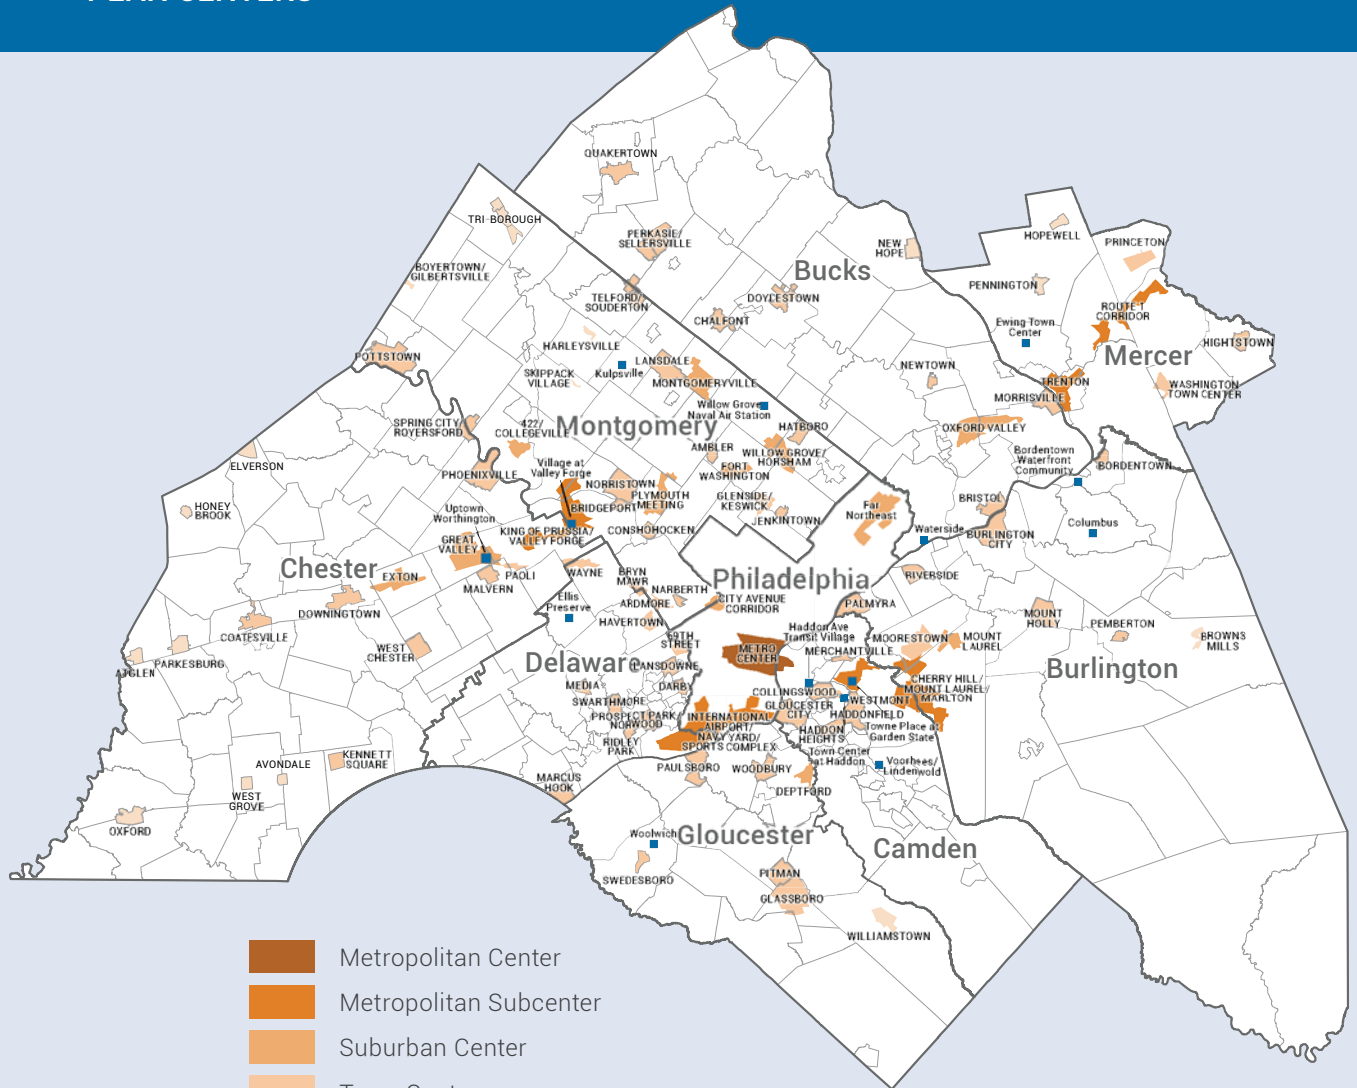 QUAKERTOWN
TRI-BOROUGH
PERKASIE/
SELLERSVILLE
NEW
HOPE
HOPEWELL
PRINCETON
BOYERTOWN/
GILBERTSVILLE
Bucks
PENNINGTON
TELFORD/
SOUDERTON
DOYLESTOWN
ROUTE 1
CORRIDOR
CHALFONT
Ewing Town
Center
HARLEYSVILLE
HIGHTSTOWN
Mercer
POTTSTOWN
LANSDALE
SKIPPACK
VILLAGE
Kulpsville
MONTGOMERYVILLE
NEWTOWN
TRENTON
WASHINGTON
TOWN CENTER
MORRISVILLE
Willow Grove
Naval Air Station
SPRING CITY/
ROYERSFORD
422/
COLLEGEVILLE
Montgomery
HATBORO
OXFORD VALLEY
AMBLER
WILLOW GROVE/
HORSHAM
Bordentown
Waterfront
Community
BORDENTOWN
ELVERSON
PHOENIXVILLE
Village at
Valley Forge
FORT
WASHINGTON
NORRISTOWN
PLYMOUTH
MEETING
GLENSIDE/
KESWICK
BRISTOL
HONEY
BROOK
Uptown
Worthington
BRIDGEPORT
JENKINTOWN
Far
Northeast
Columbus
KING OF PRUSSIA/
VALLEY FORGE
CONSHOHOCKEN
Waterside
BURLINGTON
CITY
GREAT
VALLEY
Chester
EXTON
PAOLI
WAYNE
BRYN
MAWR
Philadelphia
RIVERSIDE
MALVERN
NARBERTH
CITY AVENUE
CORRIDOR
PALMYRA
DOWNINGTOWN
Ellis
Preserve
ARDMORE
MOUNT
HOLLY
PEMBERTON
HAVERTOWN
Haddon Ave
Transit Village
COATESVILLE
WEST
CHESTER
69TH
STREET
MERCHANTVILLE
MOORESTOWN
MOUNT
LAUREL
BROWNS
MILLS
METRO
CENTER
PARKESBURG
ATGLEN
Delaware
LANSDOWNE
Burlington
CHERRY HILL/
MOUNT LAUREL/
MARLTON
MEDIA
DARBY
COLLINGSWOOD
WESTMONT
SWARTHMORE
GLOUCESTER
CITY
HADDONFIELD
PROSPECT PARK/
NORWOOD
INTERNATIONAL
AIRPORT/
NAVY YARD/
SPORTS COMPLEX
HADDON
HEIGHTS
Towne Place at
Garden State
RIDLEY
PARK
Town Center
at Haddon
Voorhees/
Lindenwold
KENNETT
SQUARE
AVONDALE
PAULSBORO
WOODBURY
MARCUS
HOOK
DEPTFORD
WEST
GROVE
OXFORD
Woolwich
Gloucester
Camden
SWEDESBORO
PITMAN
GLASSBORO
WILLIAMSTOWN
Metropolitan Center
Metropolitan Subcenter
Suburban Center